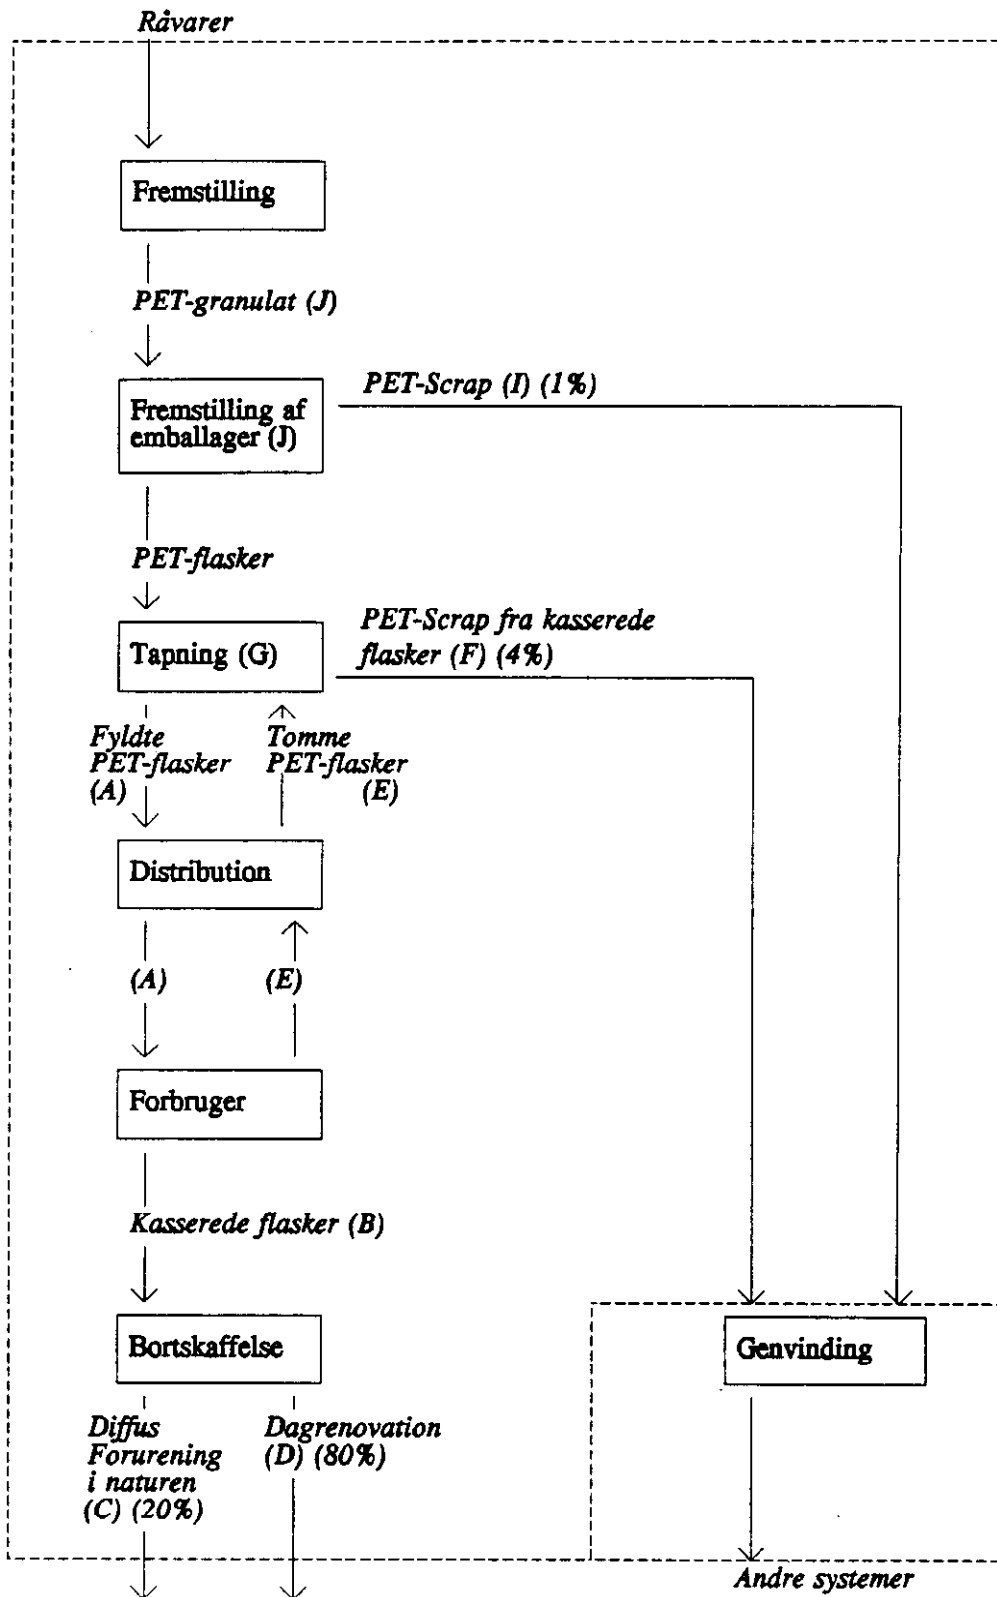 Råvarer
Fremstilling
PET-granulat (J)
Fremstilling af
emballager (J)
PET-Scrap (I) (1%)
PET-flasker
Tapning (G)
PET-Scrap fra kasserede
flasker (F) (4%)
Fyldte
PET-flasker
(A)
Tomme
PET-flasker
(E)
Distribution
(A)
(E)
Forbruger
Kasserede flasker (B)
Bortskaffelse
Genvinding
Diffus
Forurening
i naturen
(C) (20%)
Dagrenovation
(D) (80%)
Andre systemer